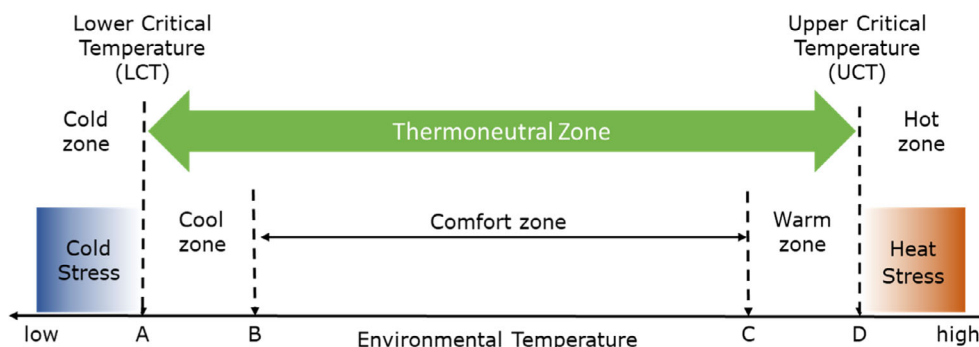 Lower Critical
Temperature
(LCT)
Upper Critical
Temperature
(UCT)
Cold
zone
Thermoneutral Zone
Hot
zone
Cool
zone
Comfort zone
Warm
zone
Cold
Stress
Heat
Stress
low
A
B
Environmental Temperature
C
D
high